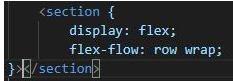 <section {
display: flex;
flex-flow: row wrap;
}></section>